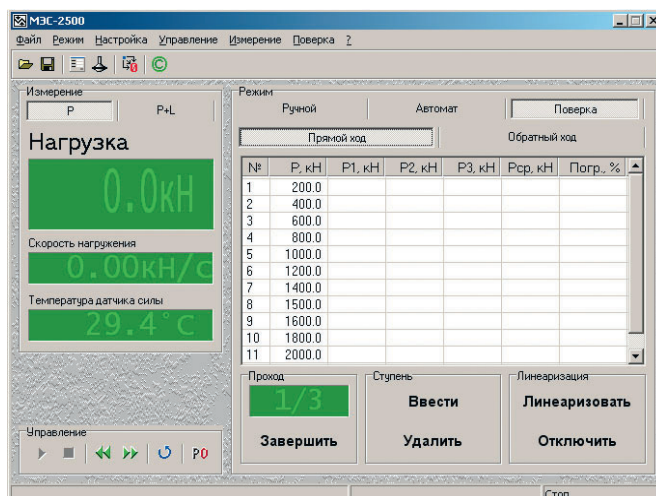 МЭС-2500
Файл Режим Настройка Управление Измерение Поверка ?
Измерение
P P+L
Нагрузка
0.0кН
Скорость нагружения
0.00кН/с
Температура датчика силы
29.4°C
Управление
P0
Режим
Ручной Автомат Поверка
Прямой ход Обратный ход
№ P, кН P1, кН P2, кН P3, кН Pср, кН Погр., %
1 200.0
2 400.0
3 600.0
4 800.0
5 1000.0
6 1200.0
7 1400.0
8 1500.0
9 1600.0
10 1800.0
11 2000.0
Проход
1/3
Завершить
Ступень
Ввести
Удалить
Линеаризация
Линеаризовать
Отключить
Стоп